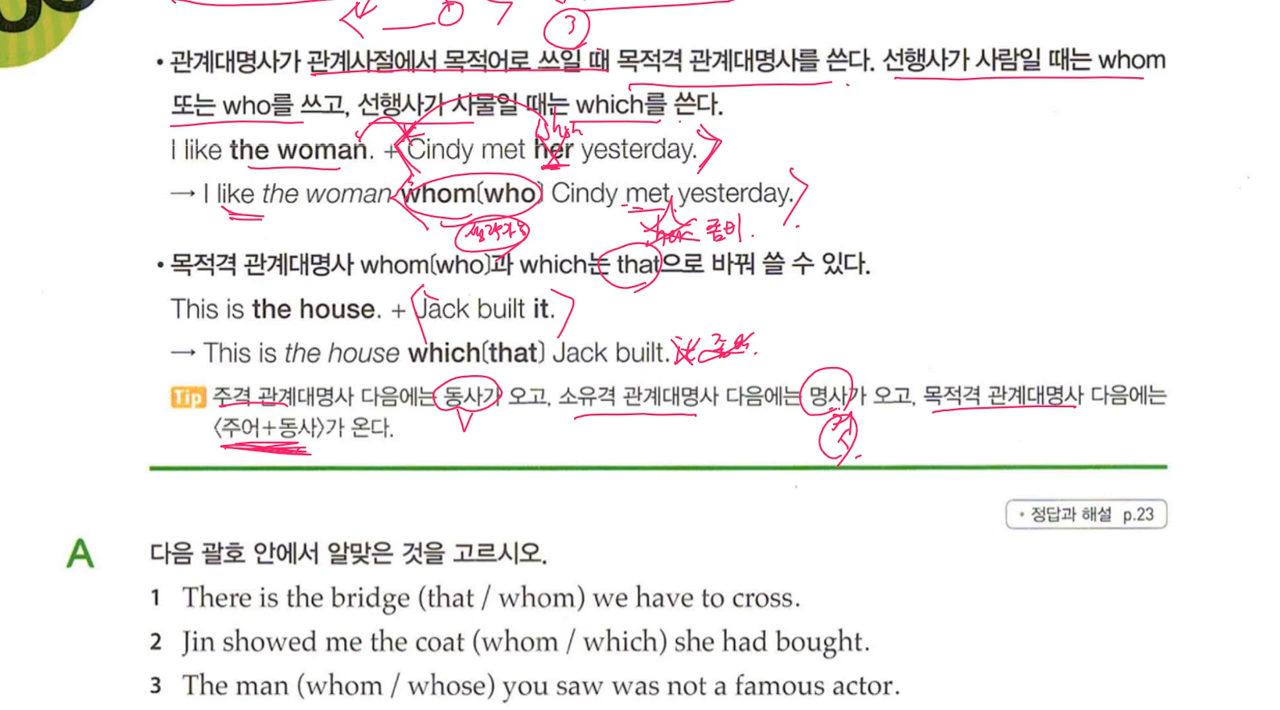 3
• 관계대명사가 관계사절에서 목적어로 쓰일 때 목적격 관계대명사를 쓴다. 선행사가 사람일 때는 whom
또는 who를 쓰고, 선행사가 사물일 때는 which를 쓴다.
I like the woman. + Cindy met her yesterday.
→ I like the woman whom(who) Cindy met yesterday.
생략가능
중비.
• 목적격 관계대명사 whom(who)과 which는 that으로 바꿔 쓸 수 있다.
This is the house. + Jack built it.
→ This is the house which(that) Jack built.
Tip 주격 관계대명사 다음에는 동사가 오고, 소유격 관계대명사 다음에는 명사가 오고, 목적격 관계대명사 다음에는
V
〈주어+동사〉가 온다.
• 정답과 해설 p.23
A 다음 괄호 안에서 알맞은 것을 고르시오.
1 There is the bridge (that / whom) we have to cross.
2 Jin showed me the coat (whom / which) she had bought.
3 The man (whom / whose) you saw was not a famous actor.